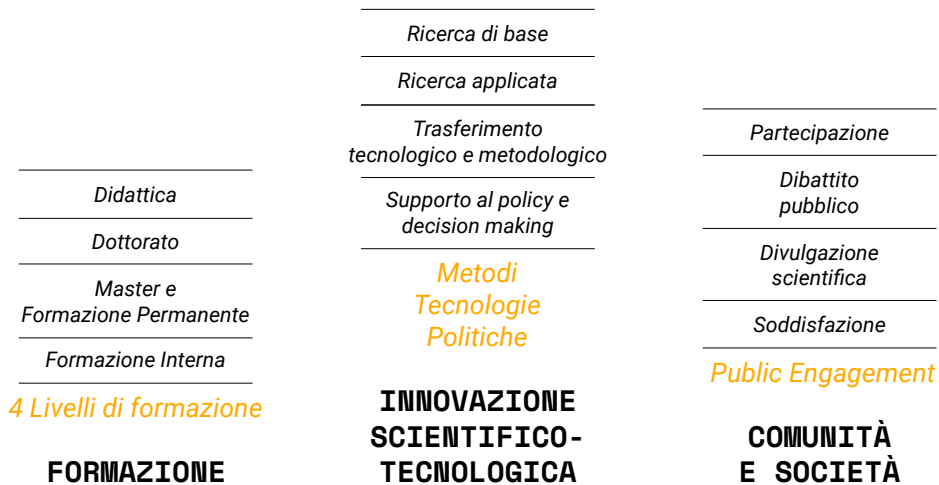 Didattica
Dottorato
Master e
Formazione Permanente
Formazione Interna
4 Livelli di formazione
FORMAZIONE
Ricerca di base
Ricerca applicata
Trasferimento
tecnologico e metodologico
Supporto al policy e
decision making
Metodi
Tecnologie
Politiche
INNOVAZIONE
SCIENTIFICO-
TECNOLOGICA
Partecipazione
Dibattito
pubblico
Divulgazione
scientifica
Soddisfazione
Public Engagement
COMUNITÀ
E SOCIETÀ